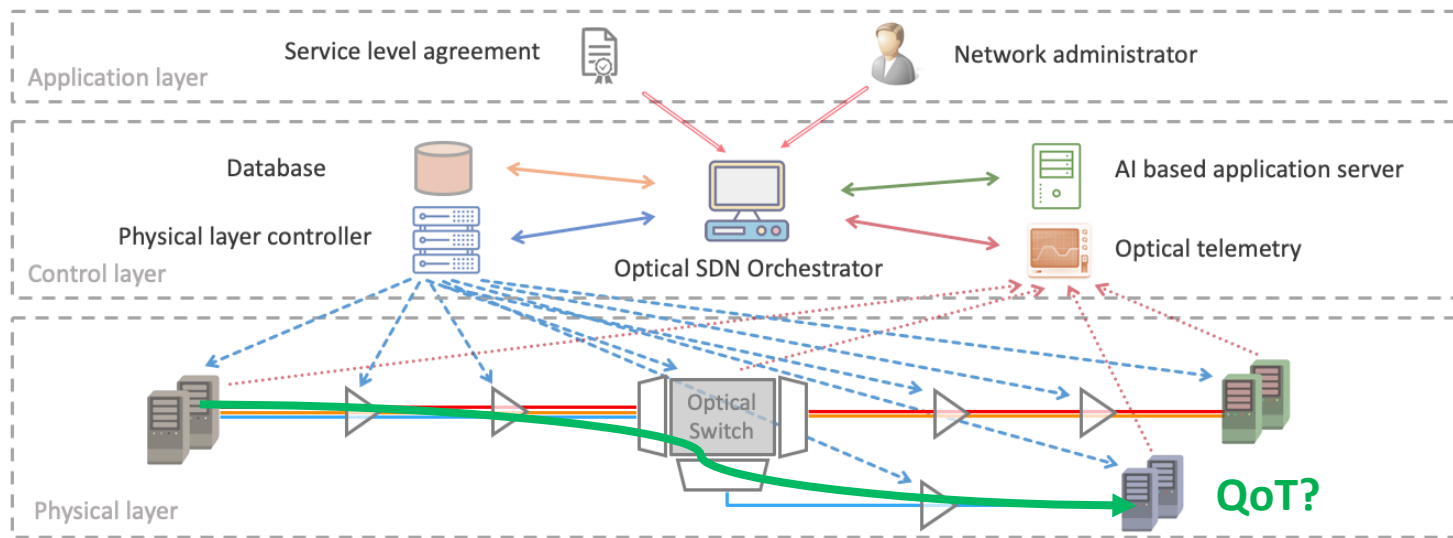 Service level agreement
Network administrator
Application layer
Database
AI based application server
Physical layer controller
Optical telemetry
Control layer
Optical SDN Orchestrator
Optical
Switch
QoT?
Physical layer